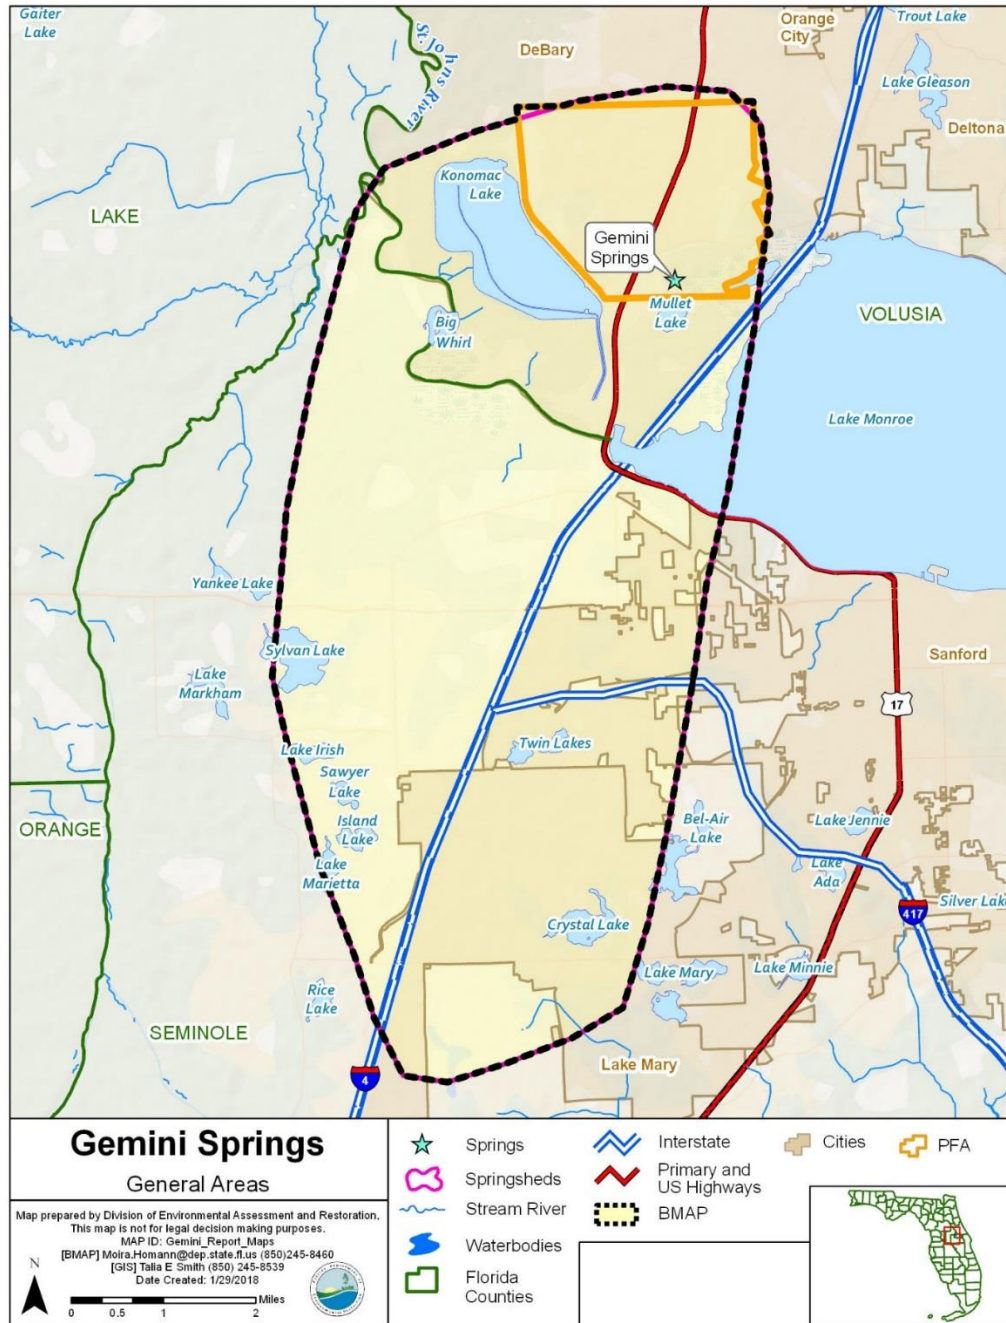 Gaiter
Lake
St. Johns River
DeBary
Orange
City
Trout Lake
Lake Gleason
Deltona
Konomac
Lake
LAKE
Gemini
Springs
Mullet
Lake
Big
Whirl
VOLUSIA
Lake Monroe
Yankee Lake
Sylvan Lake
Lake
Markham
Sanford
17
Lake Irish
Twin Lakes
Sawyer
Lake
Island
Lake
Bel-Air
Lake
Lake Jennie
ORANGE
Lake
Marietta
Lake
Ada
Silver Lake
417
Crystal Lake
Lake Mary
Lake Minnie
Rice
Lake
SEMINOLE
Lake Mary
4
Gemini Springs
General Areas
Map prepared by Division of Environmental Assessment and Restoration.
This map is not for legal decision making purposes.
MAP ID: Gemini_Report_Maps
[BMAP] Moira.Homann@dep.state.fl.us (850)245-8460
[GIS] Talia E Smith (850) 245-8539
Date Created: 1/29/2018
N
Miles
0 0.5 1 2
Springs
Springsheds
Stream River
Waterbodies
Florida
Counties
Interstate
Primary and
US Highways
BMAP
Cities
PFA